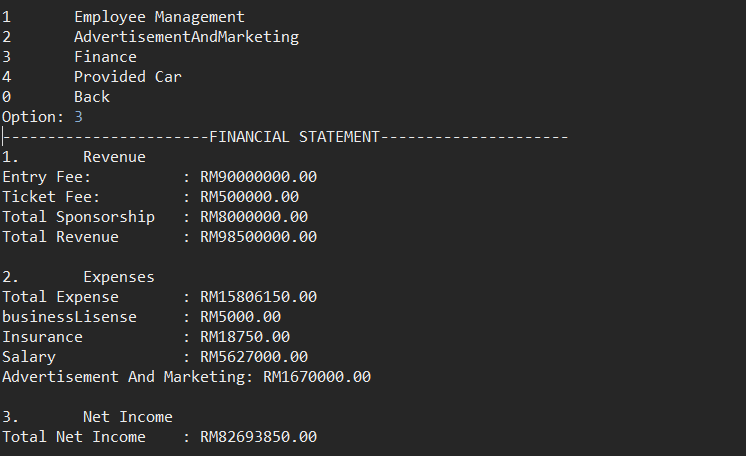 1 Employee Management
2 AdvertisementAndMarketing
3 Finance
4 Provided Car
0 Back
Option: 3
-----------------------FINANCIAL STATEMENT---------------------
1. Revenue
Entry Fee: : RM90000000.00
Ticket Fee: : RM500000.00
Total Sponsorship : RM8000000.00
Total Revenue : RM98500000.00
2. Expenses
Total Expense : RM15806150.00
businessLisense : RM5000.00
Insurance : RM18750.00
Salary : RM5627000.00
Advertisement And Marketing: RM1670000.00
3. Net Income
Total Net Income : RM82693850.00